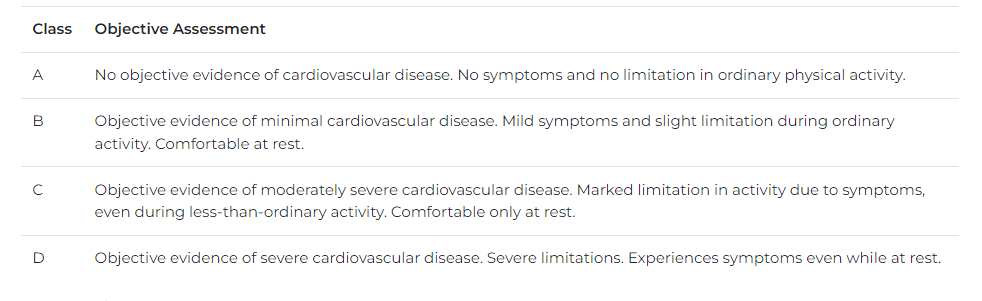 Class Objective Assessment
A No objective evidence of cardiovascular disease. No symptoms and no limitation in ordinary physical activity.
B Objective evidence of minimal cardiovascular disease. Mild symptoms and slight limitation during ordinary
activity. Comfortable at rest.
C Objective evidence of moderately severe cardiovascular disease. Marked limitation in activity due to symptoms,
even during less-than-ordinary activity. Comfortable only at rest.
D Objective evidence of severe cardiovascular disease. Severe limitations. Experiences symptoms even while at rest.